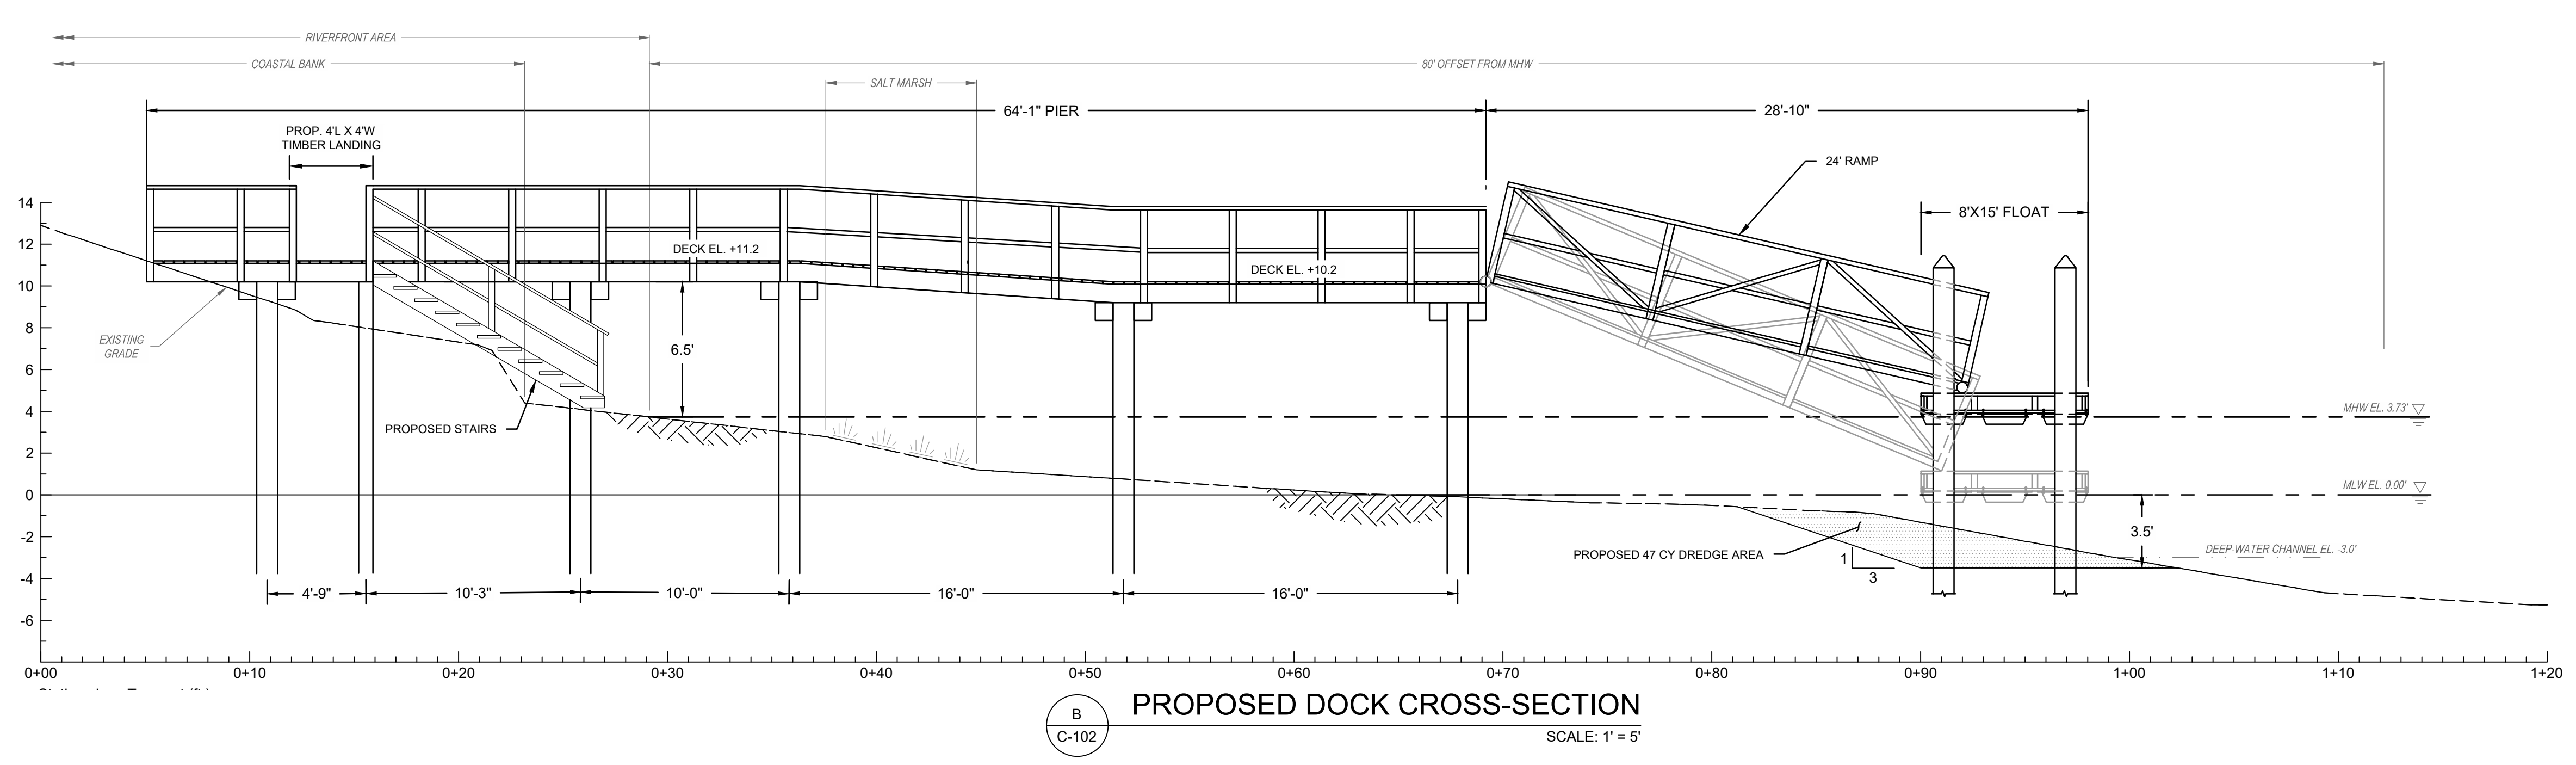 RIVERFRONT AREA
COASTAL BANK
80' OFFSET FROM MHW
SALT MARSH
64'-1" PIER
28'-10"
PROP. 4'L X 4'W
TIMBER LANDING
24' RAMP
8'X15' FLOAT
14
12
10
8
6
4
2
0
-2
-4
-6
DECK EL. +11.2
DECK EL. +10.2
EXISTING
GRADE
6.5'
PROPOSED STAIRS
MHW EL. 3.73'
MLW EL. 0.00'
3.5'
PROPOSED 47 CY DREDGE AREA
1
3
DEEP-WATER CHANNEL EL. -3.0'
4'-9"
10'-3"
10'-0"
16'-0"
16'-0"
0+00
0+10
0+20
0+30
0+40
0+50
0+60
0+70
0+80
0+90
1+00
1+10
1+20
B
C-102
PROPOSED DOCK CROSS-SECTION
SCALE: 1' = 5'